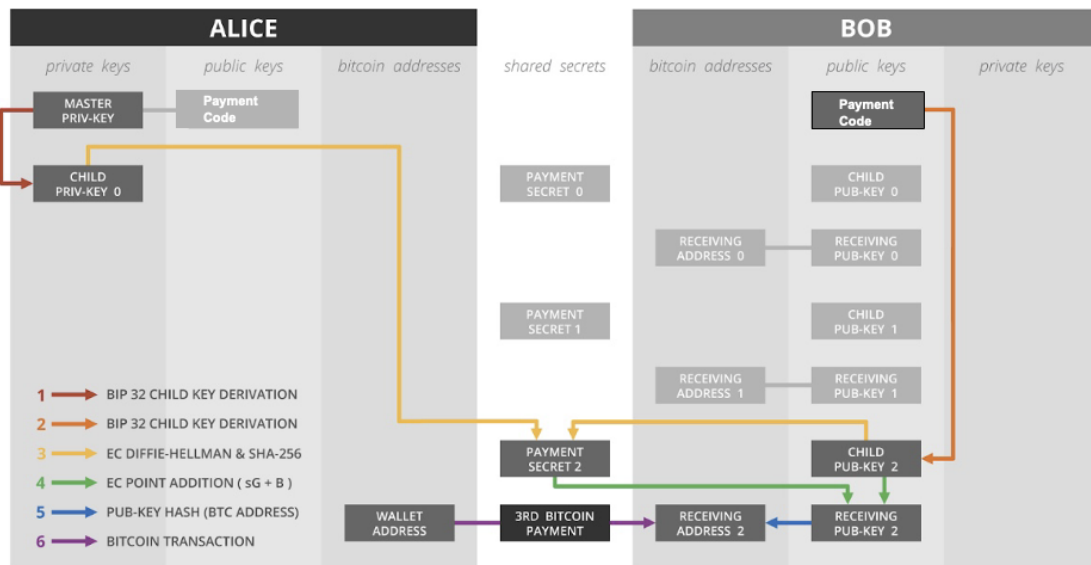 ALICE
BOB
private keys
public keys
bitcoin addresses
shared secrets
bitcoin addresses
public keys
private keys
MASTER
PRIV-KEY
Payment
Code
Payment
Code
CHILD
PRIV-KEY 0
PAYMENT
SECRET 0
CHILD
PUB-KEY 0
RECEIVING
ADDRESS 0
RECEIVING
PUB-KEY 0
PAYMENT
SECRET 1
CHILD
PUB-KEY 1
RECEIVING
ADDRESS 1
RECEIVING
PUB-KEY 1
1 BIP 32 CHILD KEY DERIVATION
2 BIP 32 CHILD KEY DERIVATION
3 EC DIFFIE-HELLMAN & SHA-256
4 EC POINT ADDITION ( sG + B )
5 PUB-KEY HASH (BTC ADDRESS)
6 BITCOIN TRANSACTION
PAYMENT
SECRET 2
CHILD
PUB-KEY 2
WALLET
ADDRESS
3RD BITCOIN
PAYMENT
RECEIVING
ADDRESS 2
RECEIVING
PUB-KEY 2